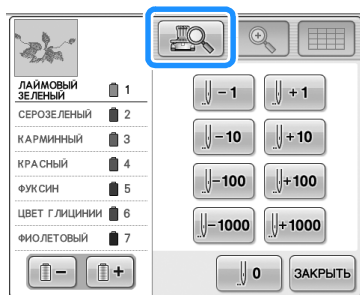 ЛАЙМОВЫЙ
ЗЕЛЕНЫЙ 1
СЕРОЗЕЛЕНЫЙ 2
КАРМИННЫЙ 3
КРАСНЫЙ 4
ФУКСИН 5
ЦВЕТ ГЛИЦИНИИ 6
ФИОЛЕТОВЫЙ 7
− +
−1 +1
−10 +10
−100 +100
−1000 +1000
0 ЗАКРЫТЬ